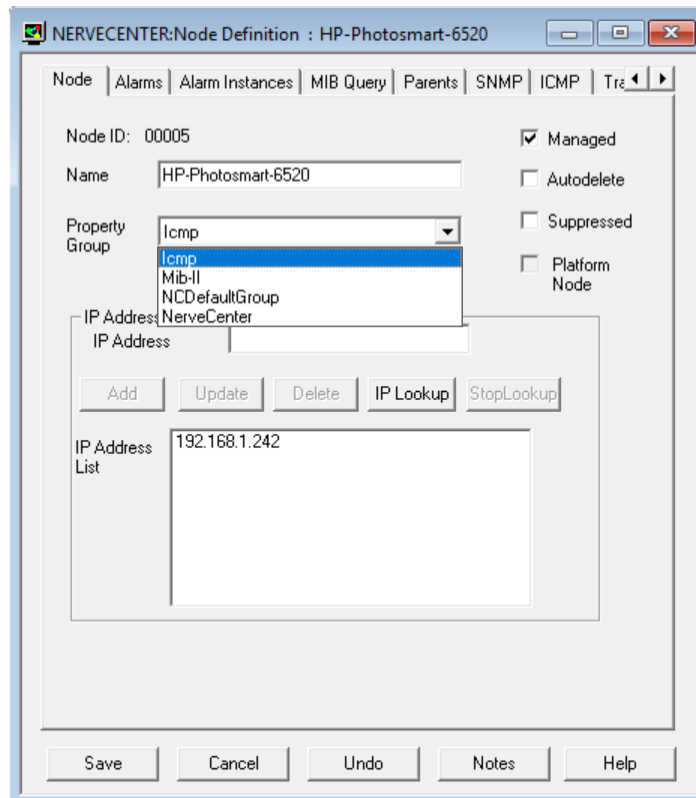 NERVECENTER:Node Definition : HP-Photosmart-6520
Node Alarms Alarm Instances MIB Query Parents SNMP ICMP
Node ID: 00005
Managed
Name HP-Photosmart-6520
Autodelete
Property Group Icmp
Suppressed
Icmp
Mib-II
NCDefaultGroup
NerveCenter
Platform
Node
IP Address
IP Address
Add Update Delete IP Lookup StopLookup
IP Address
List
192.168.1.242
Save Cancel Undo Notes Help